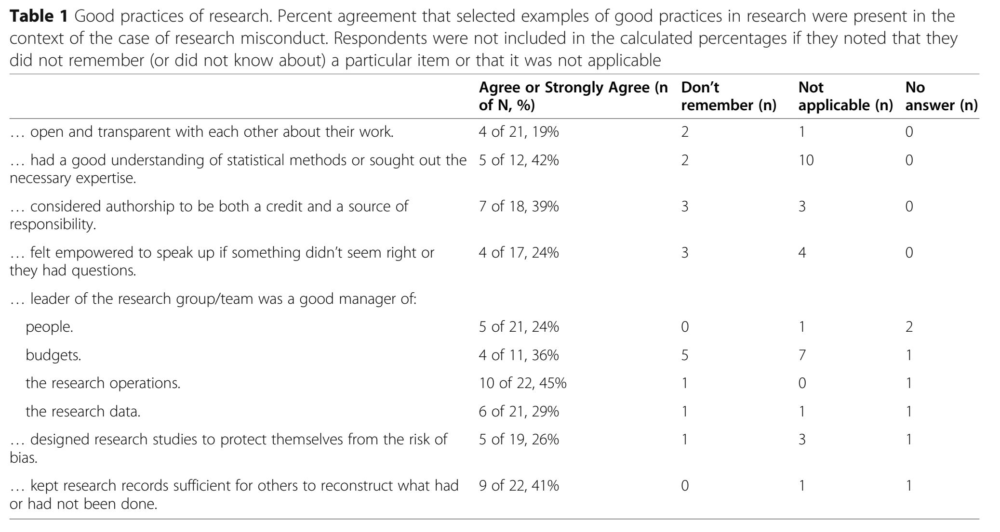 Table 1 Good practices of research. Percent agreement that selected examples of good practices in research were present in the
context of the case of research misconduct. Respondents were not included in the calculated percentages if they noted that they
did not remember (or did not know about) a particular item or that it was not applicable
Agree or Strongly Agree (n of N, %) Don’t remember (n) Not applicable (n) No answer (n)
… open and transparent with each other about their work. 4 of 21, 19% 2 1 0
… had a good understanding of statistical methods or sought out the 5 of 12, 42% 2 10 0
necessary expertise.
… considered authorship to be both a credit and a source of 7 of 18, 39% 3 3 0
responsibility.
… felt empowered to speak up if something didn’t seem right or 4 of 17, 24% 3 4 0
they had questions.
… leader of the research group/team was a good manager of:
people. 5 of 21, 24% 0 1 2
budgets. 4 of 11, 36% 5 7 1
the research operations. 10 of 22, 45% 1 0 1
the research data. 6 of 21, 29% 1 1 1
… designed research studies to protect themselves from the risk of 5 of 19, 26% 1 3 1
bias.
… kept research records sufficient for others to reconstruct what had 9 of 22, 41% 0 1 1
or had not been done.